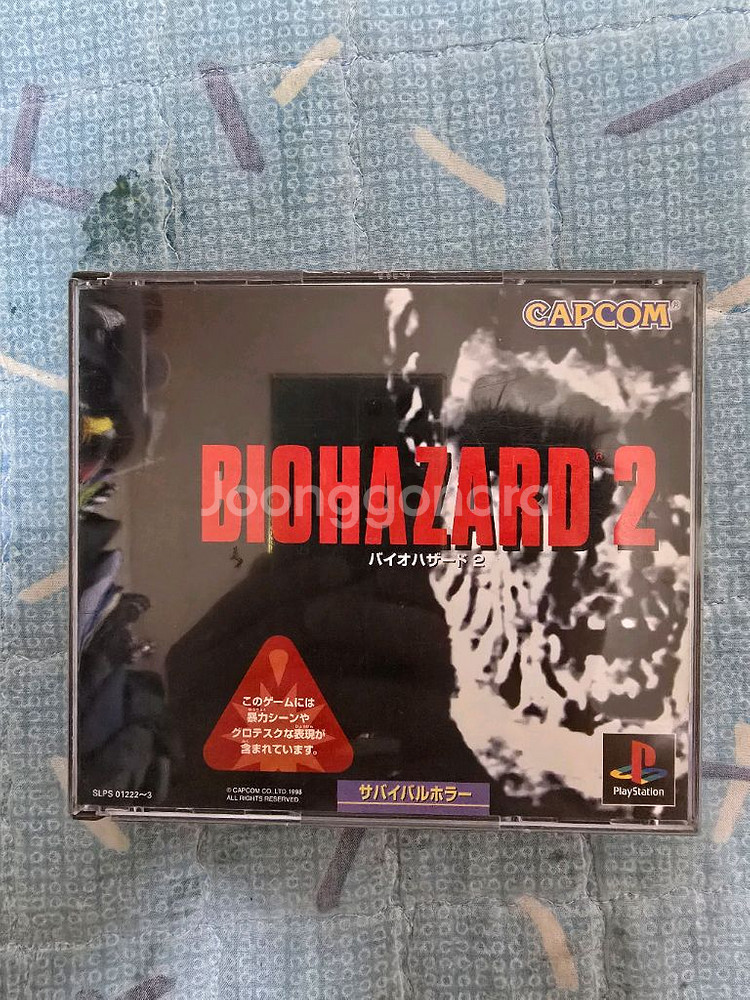 CAPCOM®
BIOHAZARD® 2
Joonggonara
バイオハザード 2
このゲームには
暴力シーンや
グロテスクな表現が
含まれています。
SLPS 01222～3
© CAPCOM CO.,LTD.1998
ALL RIGHTS RESERVED.
サバイバルホラー
PlayStation